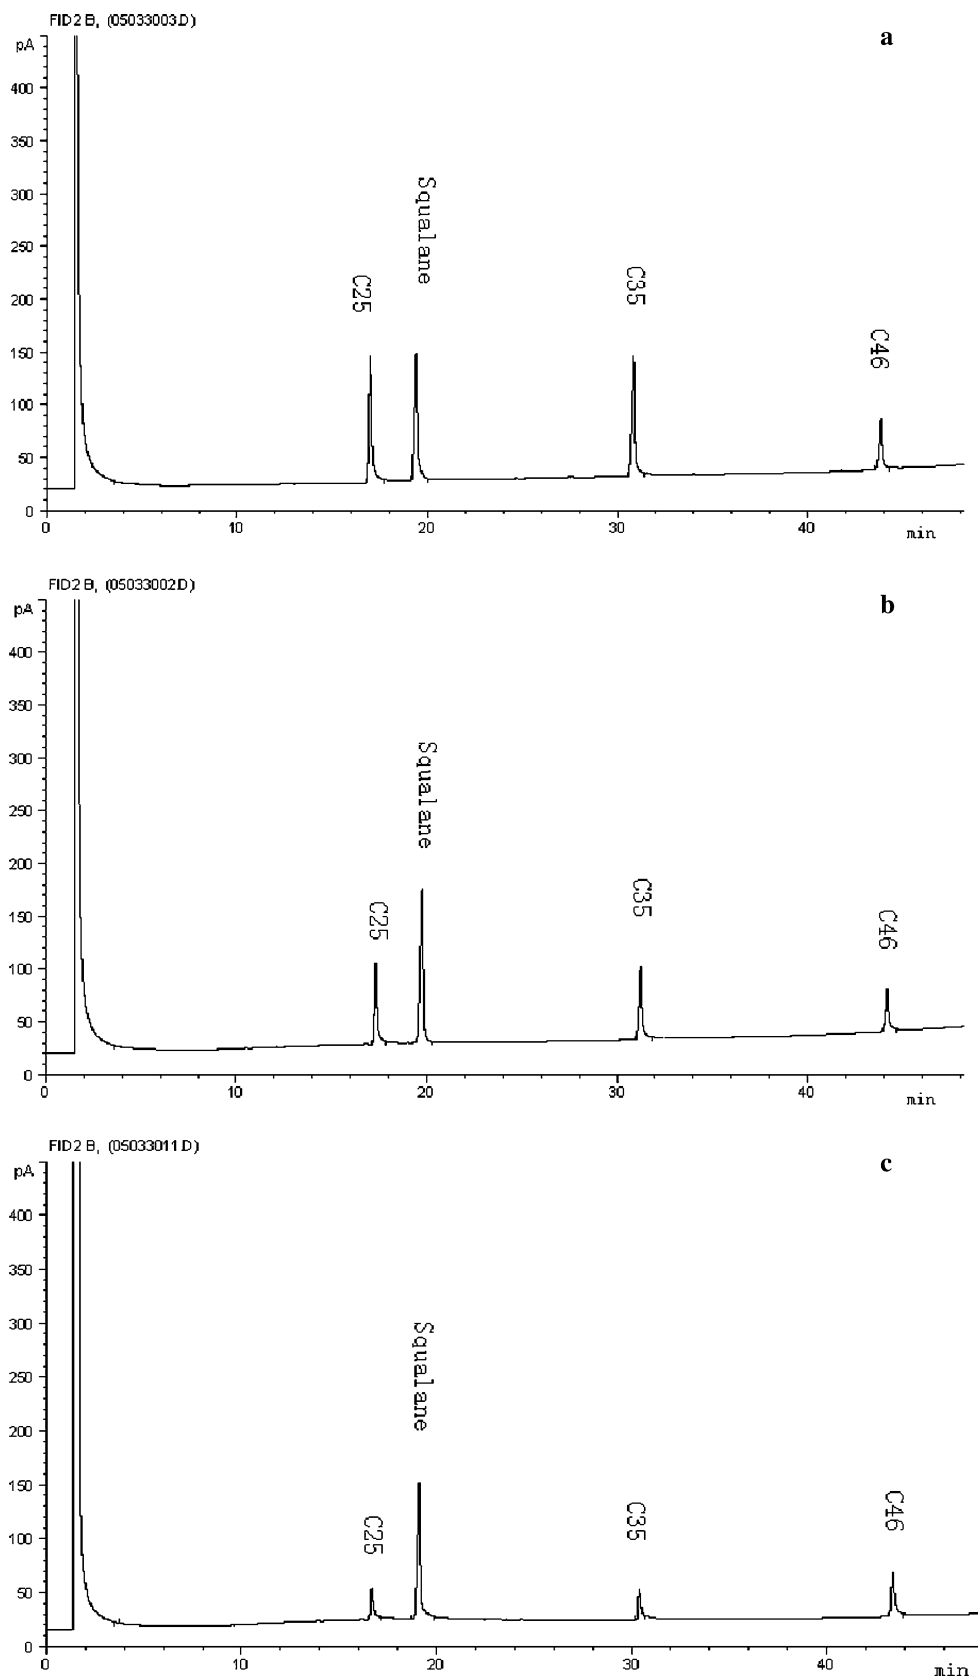 FID2 B, (05033003.D)
a
pA
400
350
300
250
200
150
100
50
0
Squalane
C25
C35
C46
0 10 20 30 40
min
FID2 B, (05033002.D)
b
pA
400
350
300
250
200
150
100
50
0
Squalane
C25
C35
C46
0 10 20 30 40
min
FID2 B, (05033011.D)
c
pA
400
350
300
250
200
150
100
50
0
Squalane
C25
C35
C46
0 10 20 30 40
min